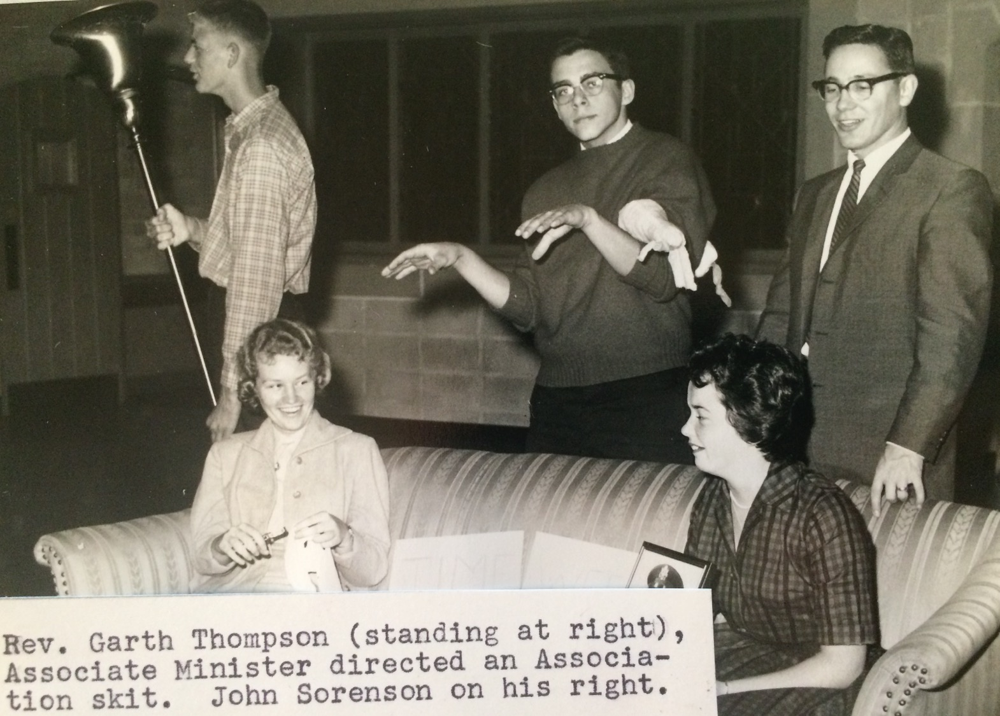 Rev. Garth Thompson (standing at right),
Associate Minister directed an Associa-
tion skit. John Sorenson on his right.